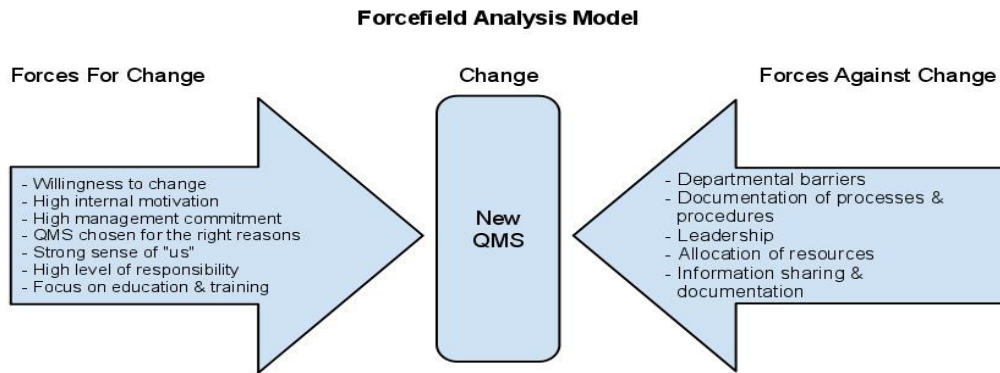 Forcefield Analysis Model
Forces For Change
Change
Forces Against Change
- Willingness to change
- High internal motivation
- High management commitment
- QMS chosen for the right reasons
- Strong sense of "us"
- High level of responsibility
- Focus on education & training
New
QMS
- Departmental barriers
- Documentation of processes &
procedures
- Leadership
- Allocation of resources
- Information sharing &
documentation